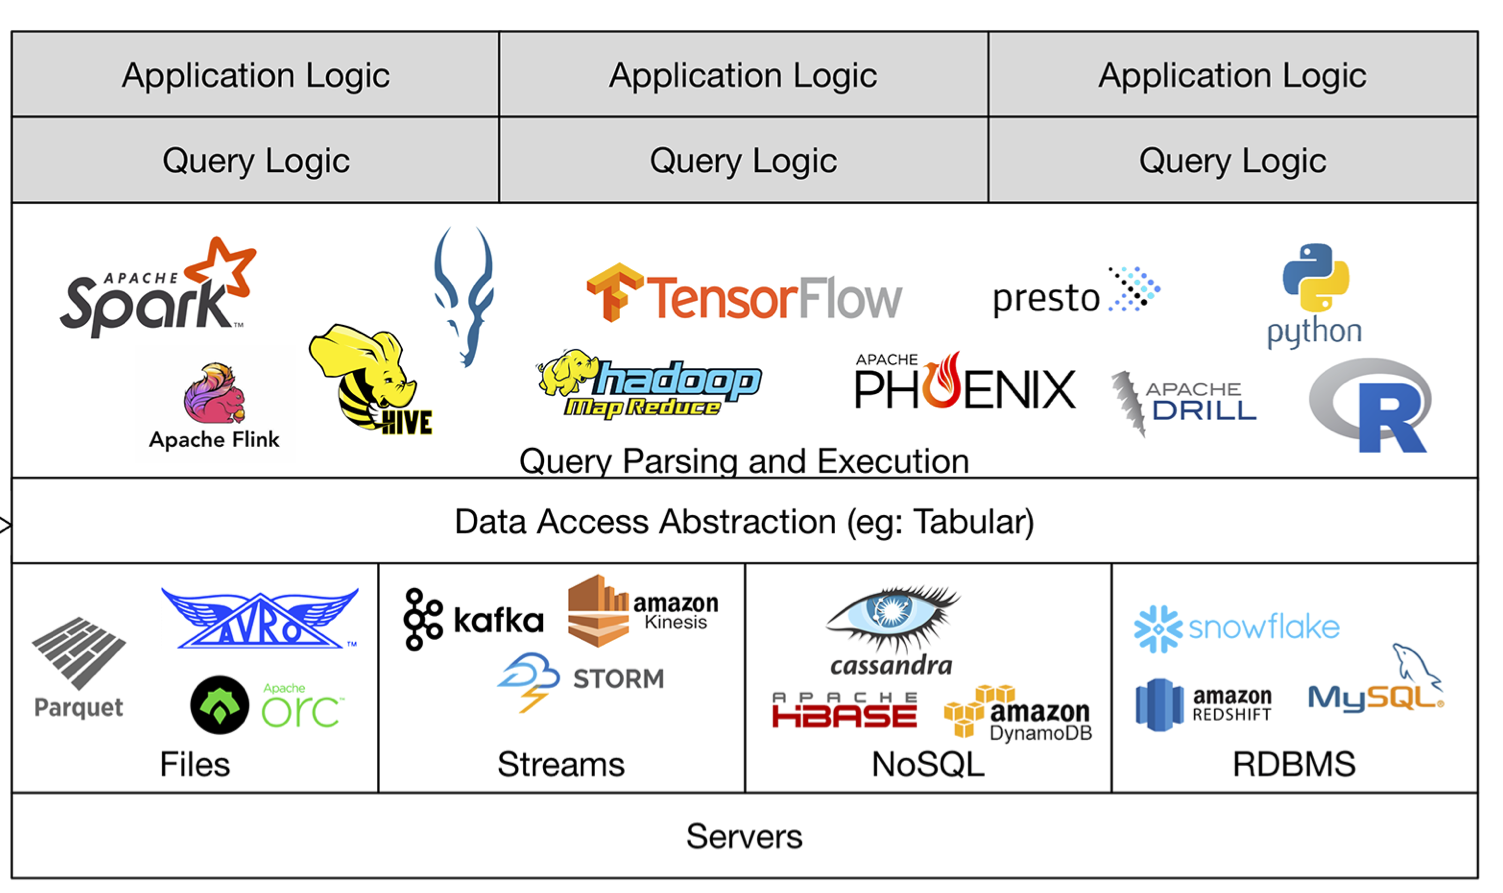 Application Logic
Application Logic
Application Logic
Query Logic
Query Logic
Query Logic
APACHE
Spark™
TensorFlow
presto
python
Apache Flink
HIVE
hadoop
Map Reduce
APACHE
PHOENIX
APACHE
DRILL
R
Query Parsing and Execution
Data Access Abstraction (eg: Tabular)
Parquet
AVRO™
Apache
orc™
Files
kafka
amazon
Kinesis
STORM
Streams
cassandra
APACHE
HBASE
amazon
DynamoDB
NoSQL
snowflake
amazon
REDSHIFT
MySQL®
RDBMS
Servers